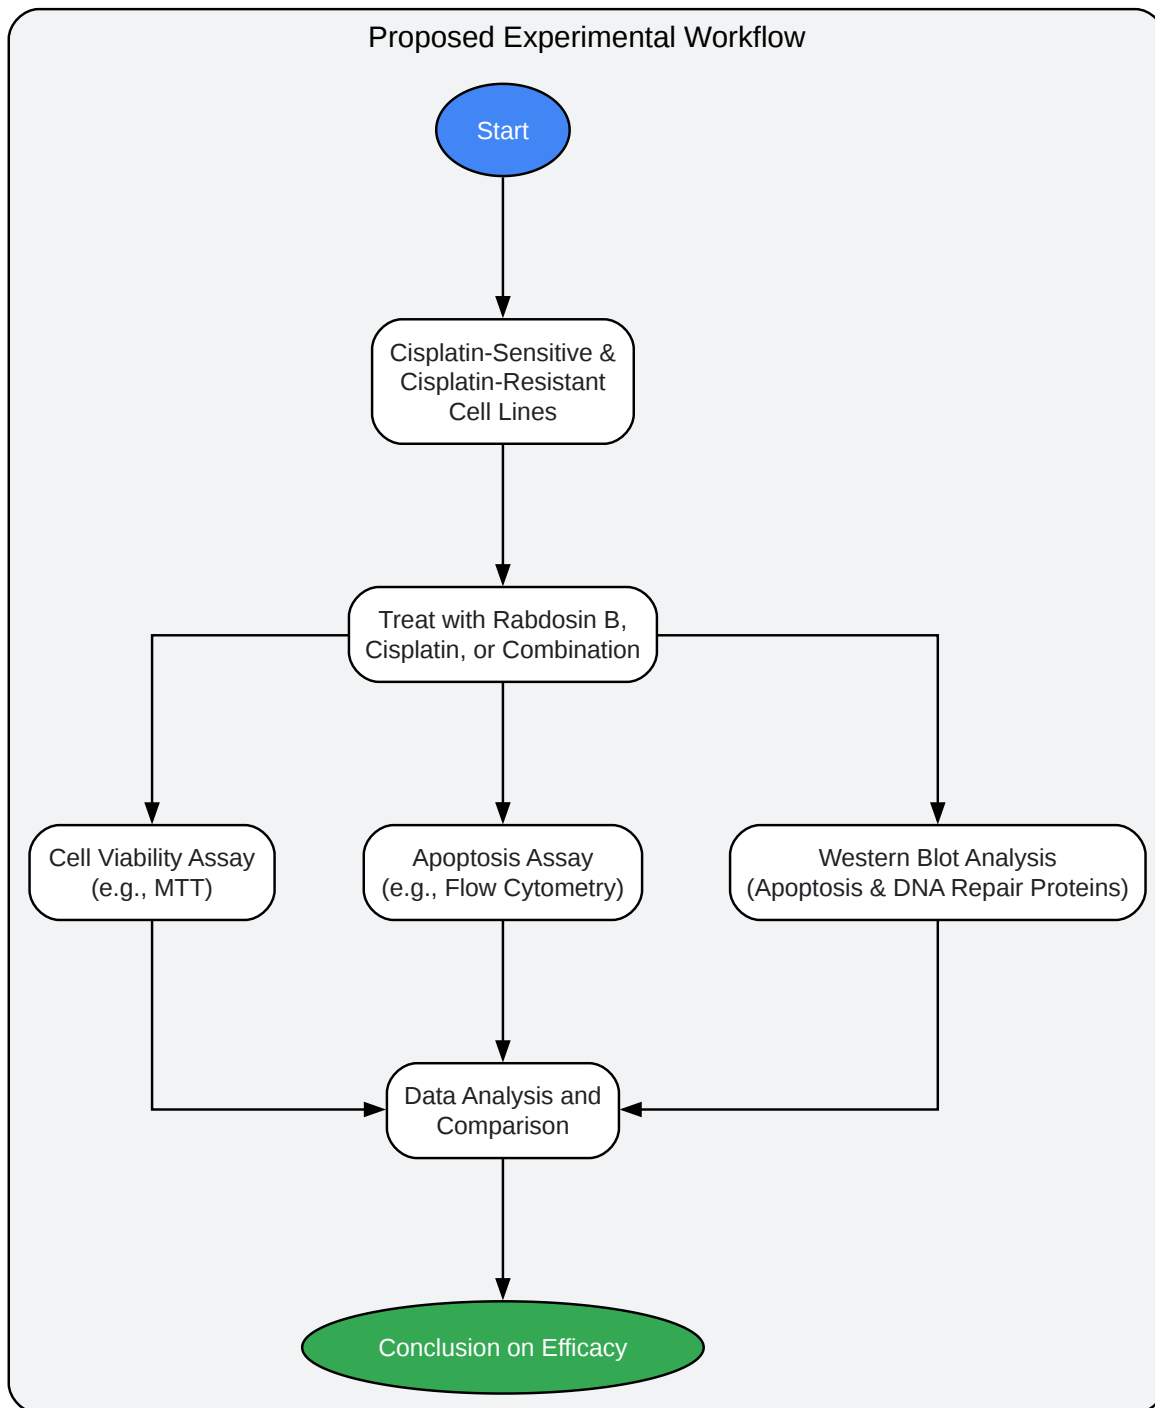 Proposed Experimental Workflow
Start
Cisplatin-Sensitive &
Cisplatin-Resistant
Cell Lines
Treat with Rabdosin B,
Cisplatin, or Combination
Cell Viability Assay
(e.g., MTT)
Apoptosis Assay
(e.g., Flow Cytometry)
Western Blot Analysis
(Apoptosis & DNA Repair Proteins)
Data Analysis and
Comparison
Conclusion on Efficacy